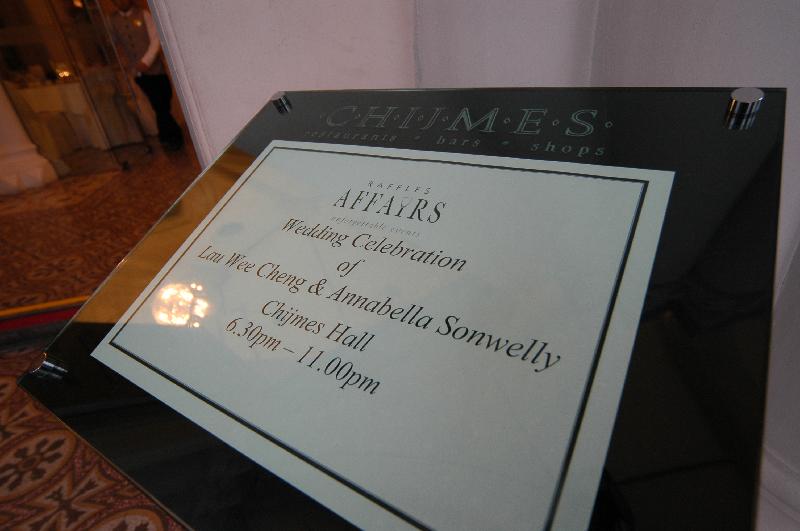 ·C·H·I·J·M·E·S·
restaurants · bars · shops
RAFFLES
AFFAIRS
unforgettable events
Wedding Celebration
of
Lau Wee Cheng & Annabella Sonwelly
Chijmes Hall
6.30pm – 11.00pm